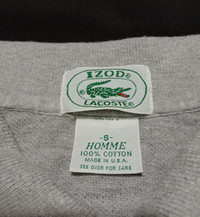 IZOD®
LACOSTE®
-S-
HOMME
100% COTTON
MADE IN U.S.A.
SEE OVER FOR CARE